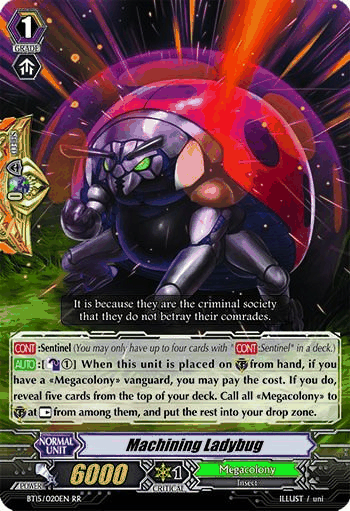 1
GRADE
SHIELD
0
It is because they are the criminal society
that they do not betray their comrades.
CONT :Sentinel (You may only have up to four cards with " CONT :Sentinel" in a deck.)
AUTO : [ 1 ] When this unit is placed on from hand, if you
have a «Megacolony» vanguard, you may pay the cost. If you do,
reveal five cards from the top of your deck. Call all «Megacolony» to
at from among them, and put the rest into your drop zone.
NORMAL
UNIT
Machining Ladybug
POWER
6000
1
CRITICAL
Megacolony
Insect
BT15/020EN RR
ILLUST / uni